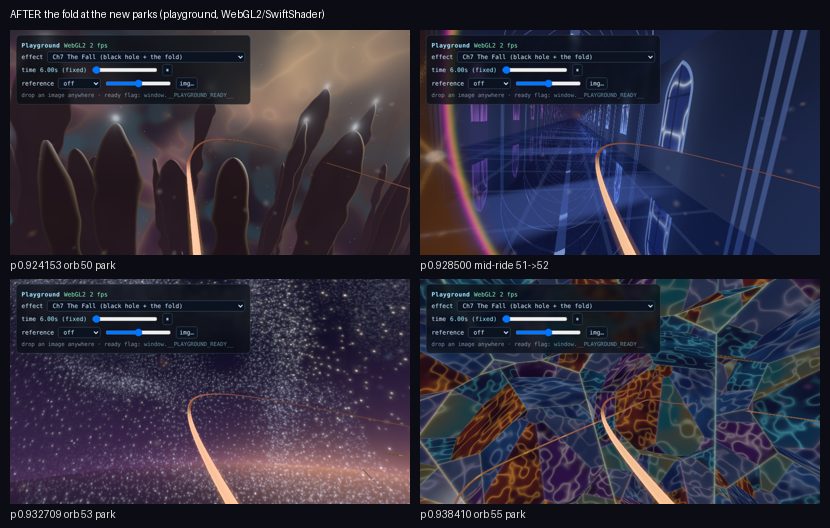 AFTER the fold at the new parks (playground, WebGL2/SwiftShader)
Playground WebGL2 2 fps
effect Ch7 The Fall (black hole + the fold)
time 6.00s (fixed)
reference off img…
drop an image anywhere · ready flag: window.__PLAYGROUND_READY__
Playground WebGL2 2 fps
effect Ch7 The Fall (black hole + the fold)
time 6.00s (fixed)
reference off img…
drop an image anywhere · ready flag: window.__PLAYGROUND_READY__
p0.924153 orb 50 park
p0.928500 mid-ride 51->52
Playground WebGL2 2 fps
effect Ch7 The Fall (black hole + the fold)
time 6.00s (fixed)
reference off img…
drop an image anywhere · ready flag: window.__PLAYGROUND_READY__
Playground WebGL2 2 fps
effect Ch7 The Fall (black hole + the fold)
time 6.00s (fixed)
reference off img…
drop an image anywhere · ready flag: window.__PLAYGROUND_READY__
p0.932709 orb 53 park
p0.938410 orb 55 park